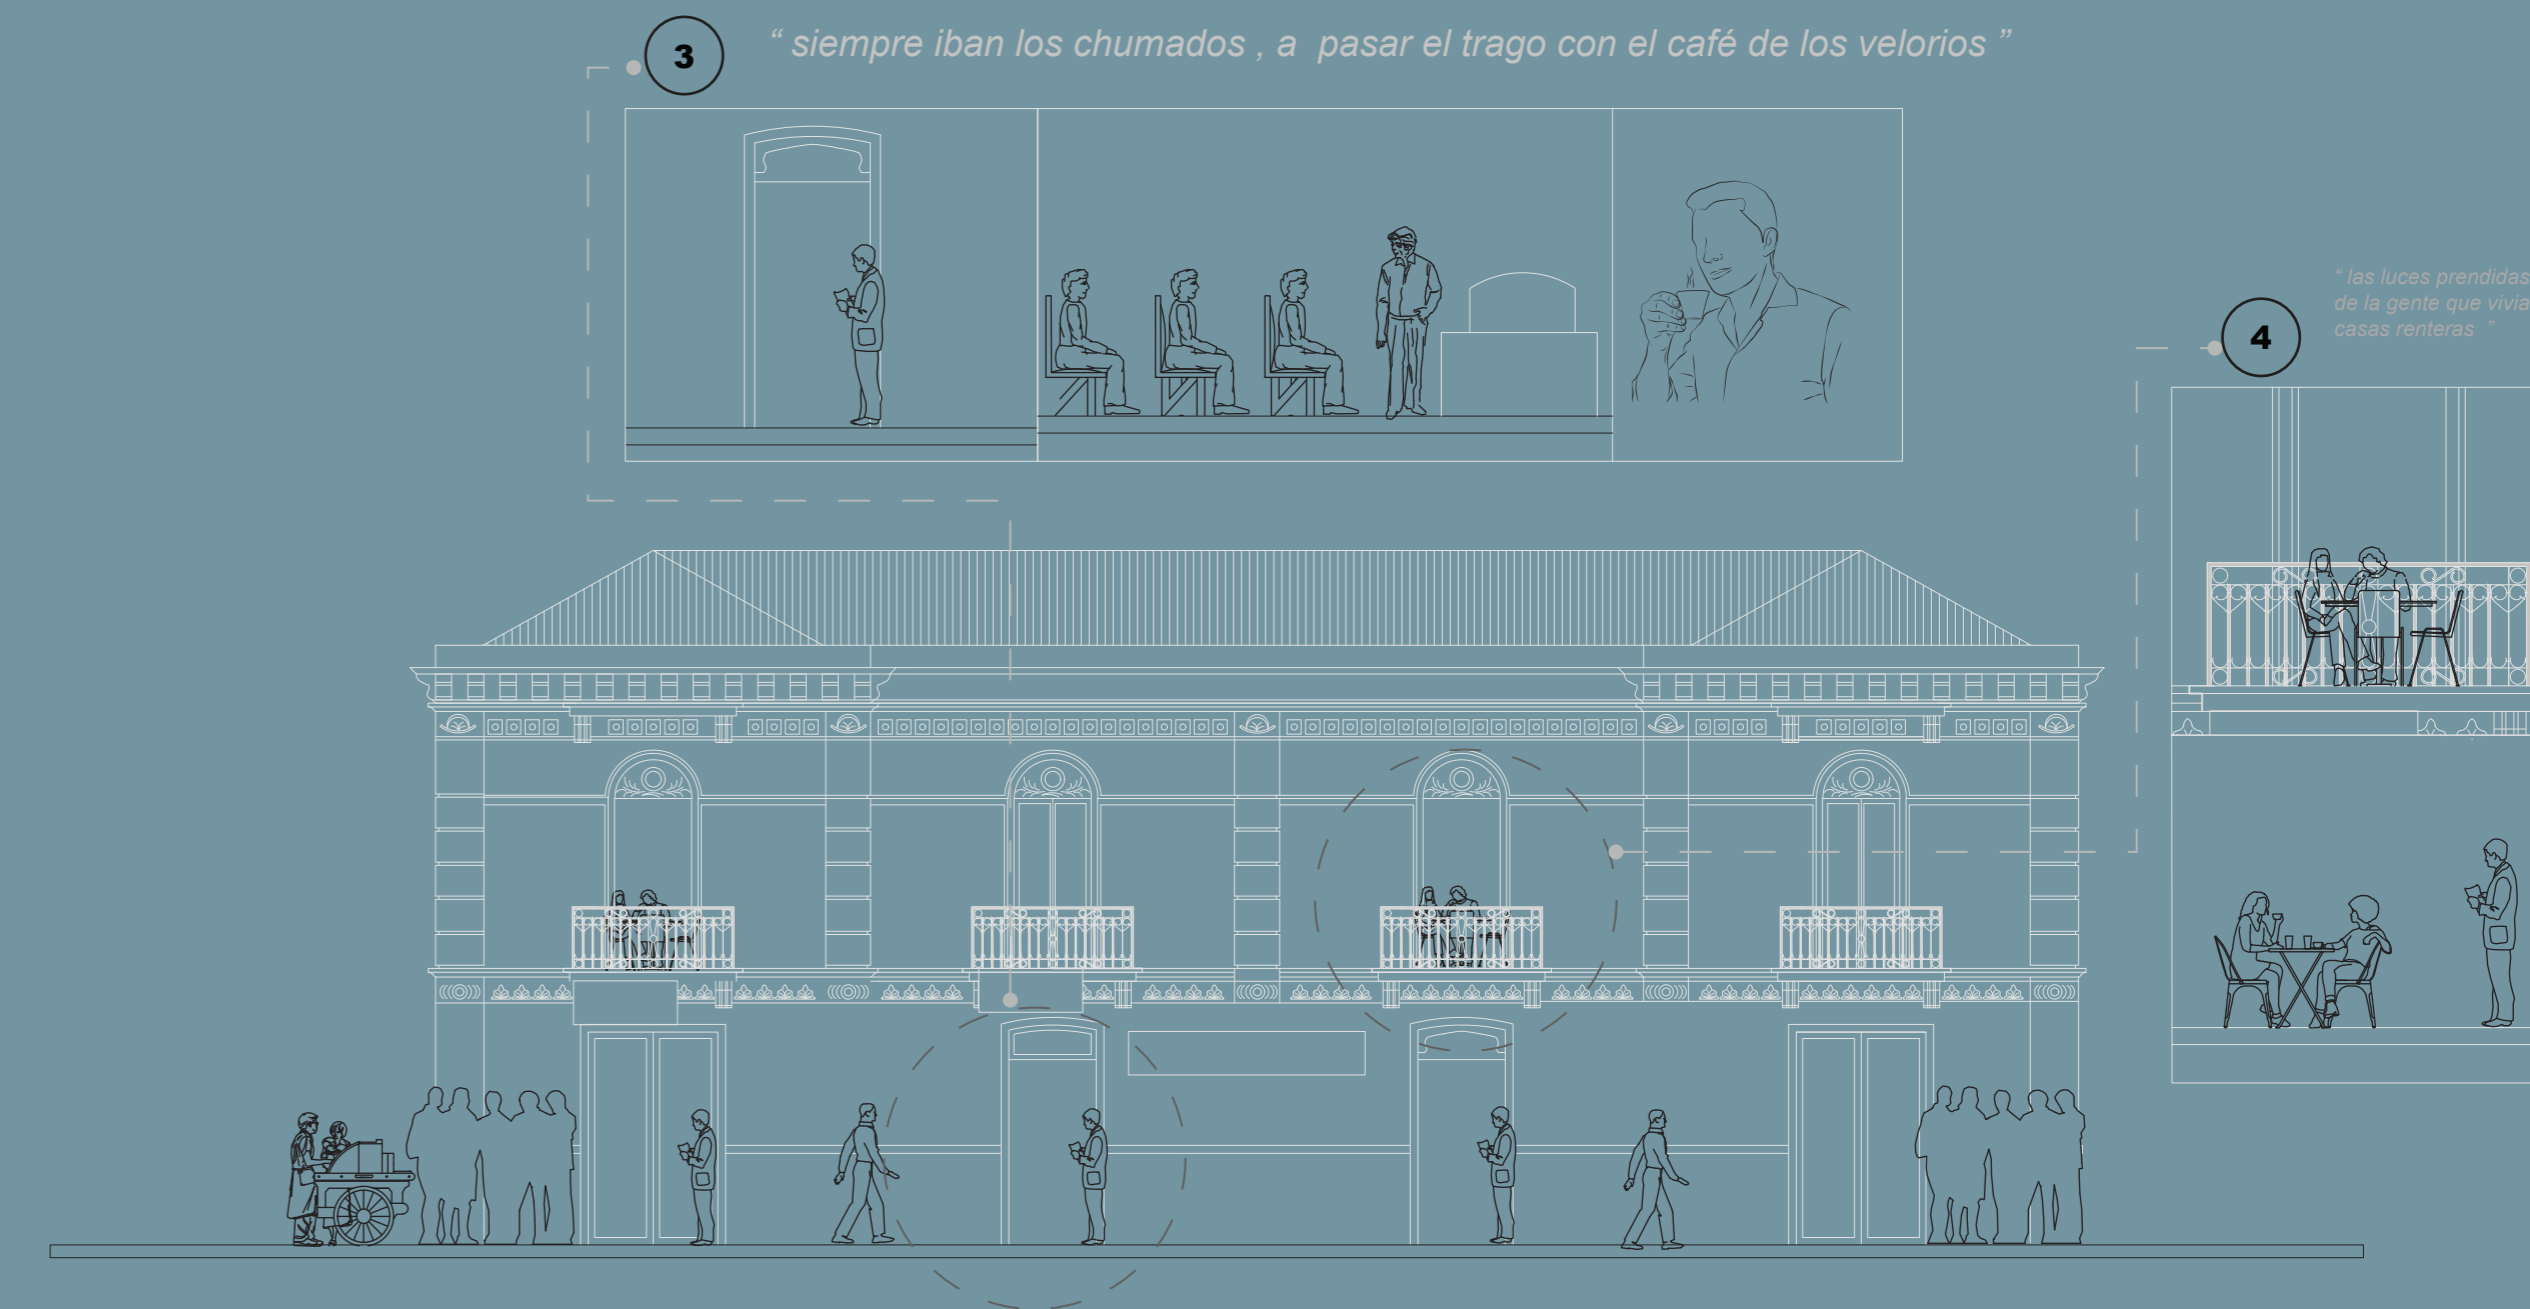 3
“ siempre iban los chumados , a pasar el trago con el café de los velorios ”
4
“ las luces prendidas
de la gente que vivia
casas renteras ”